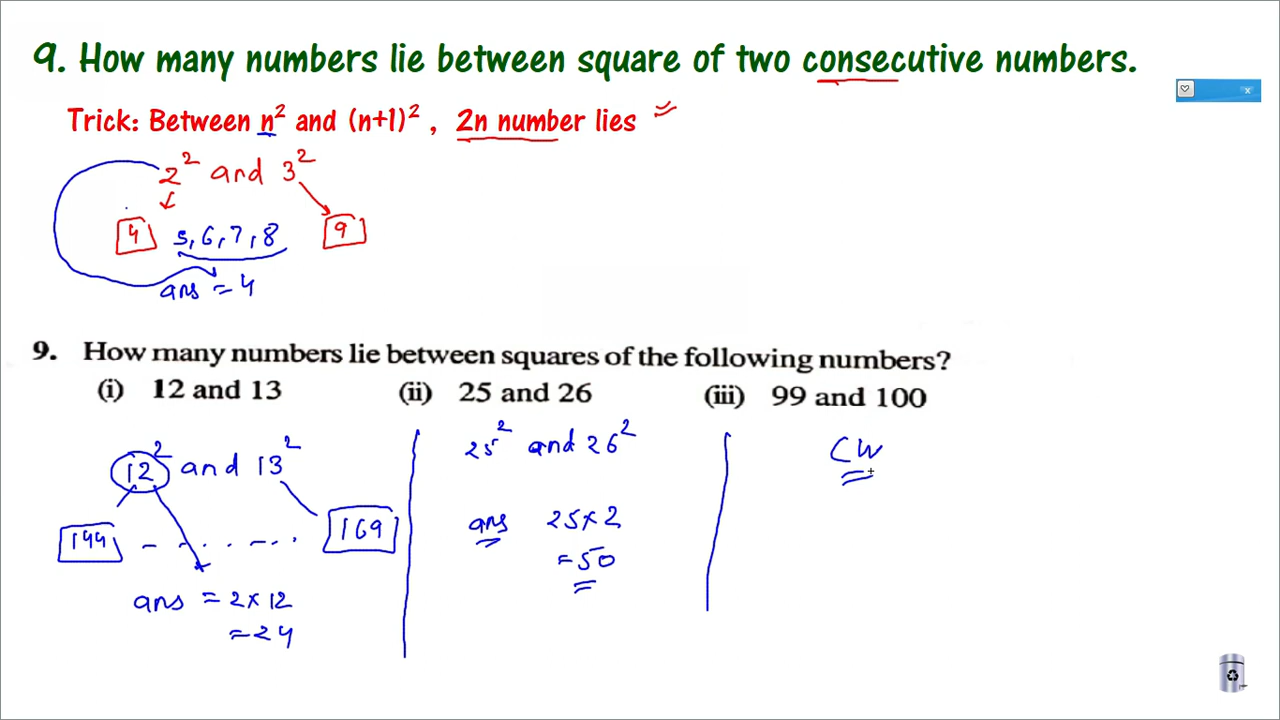 9. How many numbers lie between square of two consecutive numbers.
Trick: Between n² and (n+1)² , 2n number lies
2² and 3²
4 5, 6, 7, 8 9
ans = 4
9. How many numbers lie between squares of the following numbers?
(i) 12 and 13 (ii) 25 and 26 (iii) 99 and 100
12² and 13²
144 - - . . - . . 169
ans = 2 × 12
= 24
25² and 26²
ans 25 × 2
= 50
CW